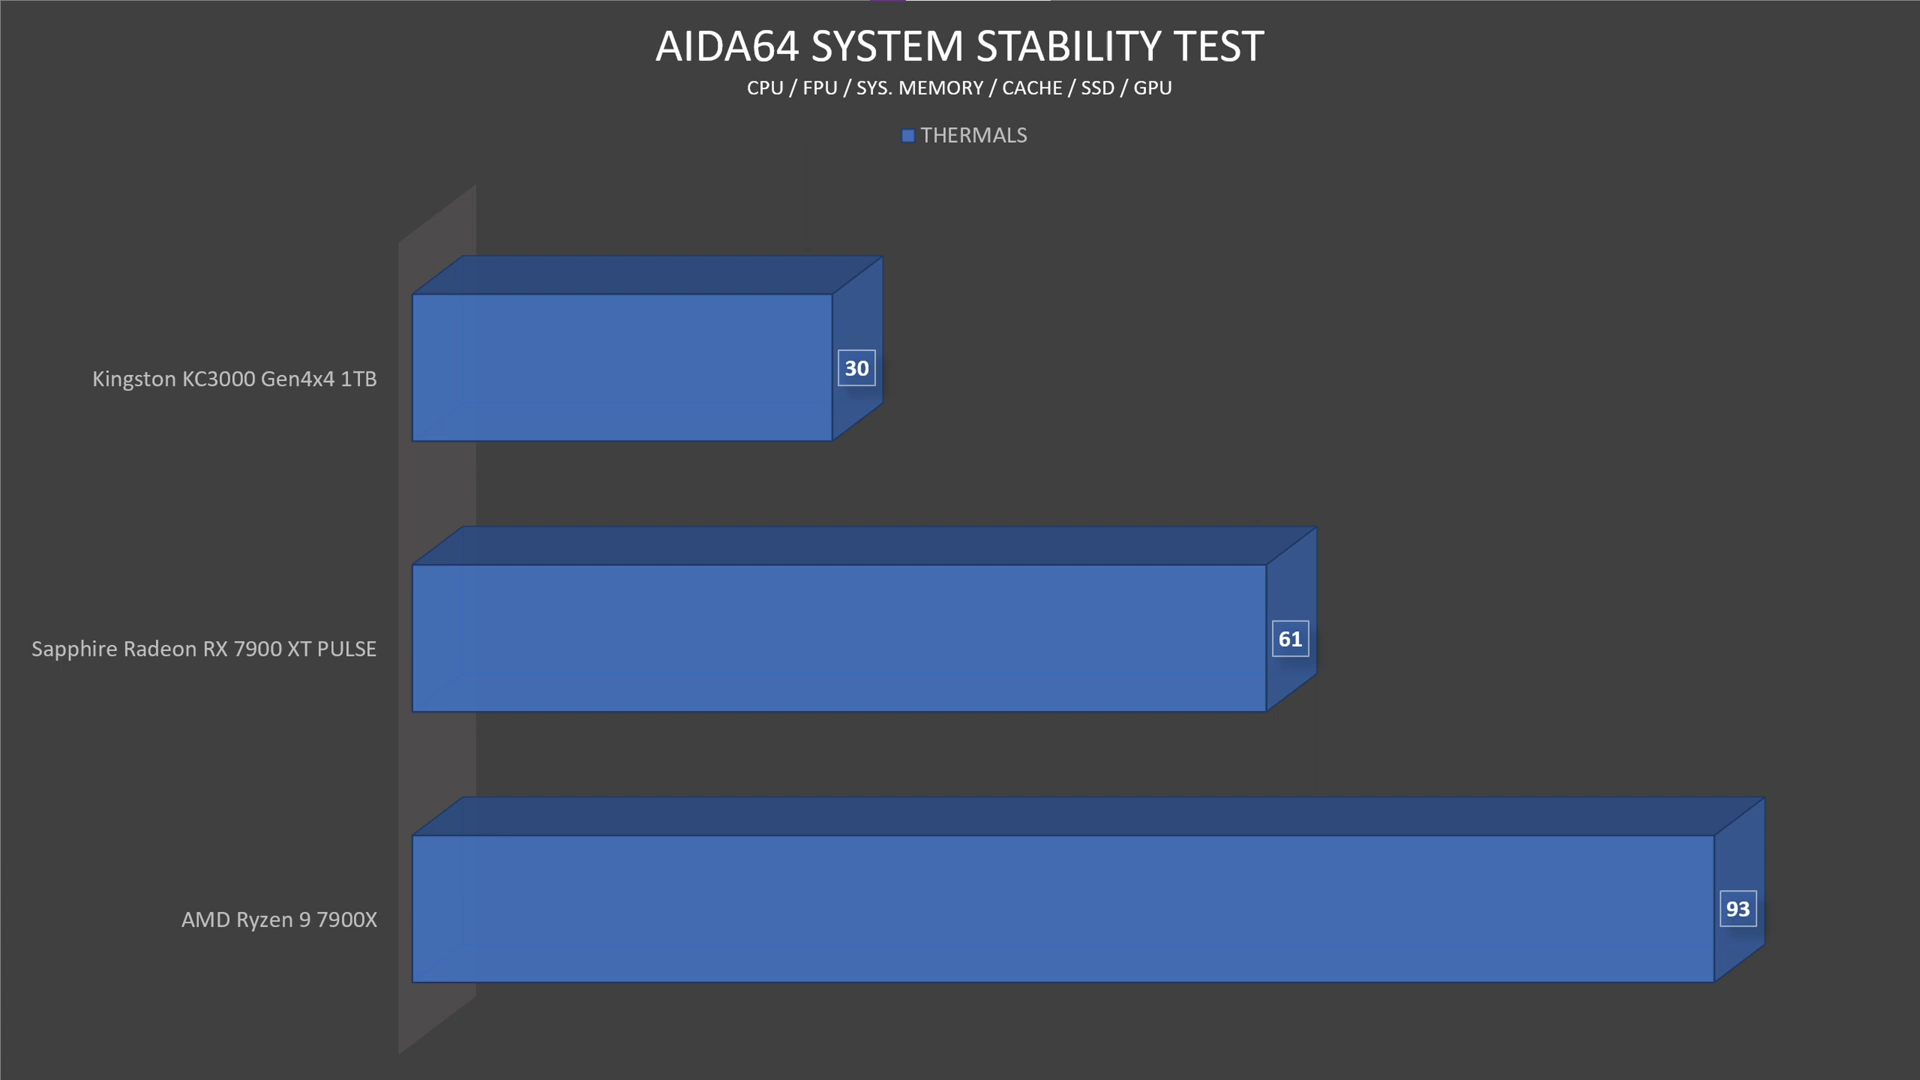 AIDA64 SYSTEM STABILITY TEST
CPU / FPU / SYS. MEMORY / CACHE / SSD / GPU
THERMALS
Kingston KC3000 Gen4x4 1TB
30
Sapphire Radeon RX 7900 XT PULSE
61
AMD Ryzen 9 7900X
93